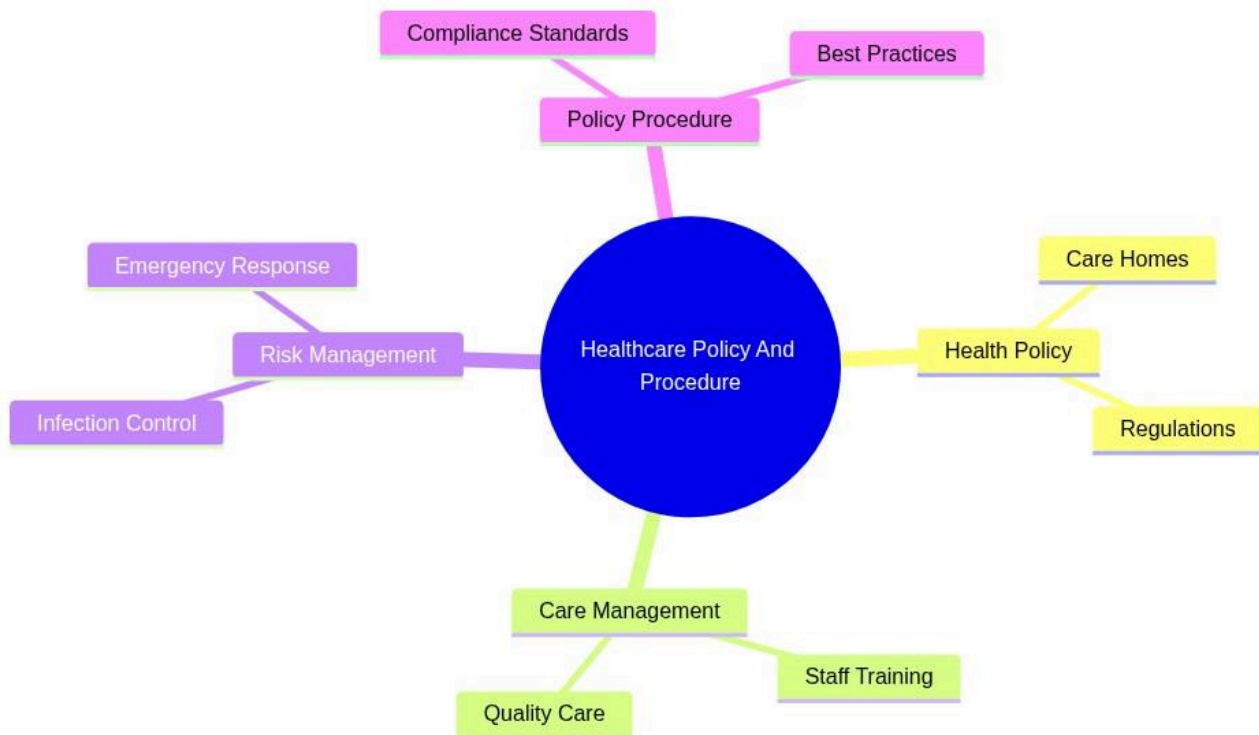 Compliance Standards
Best Practices
Policy Procedure
Emergency Response
Care Homes
Risk Management
Healthcare Policy And
Procedure
Health Policy
Infection Control
Regulations
Care Management
Staff Training
Quality Care